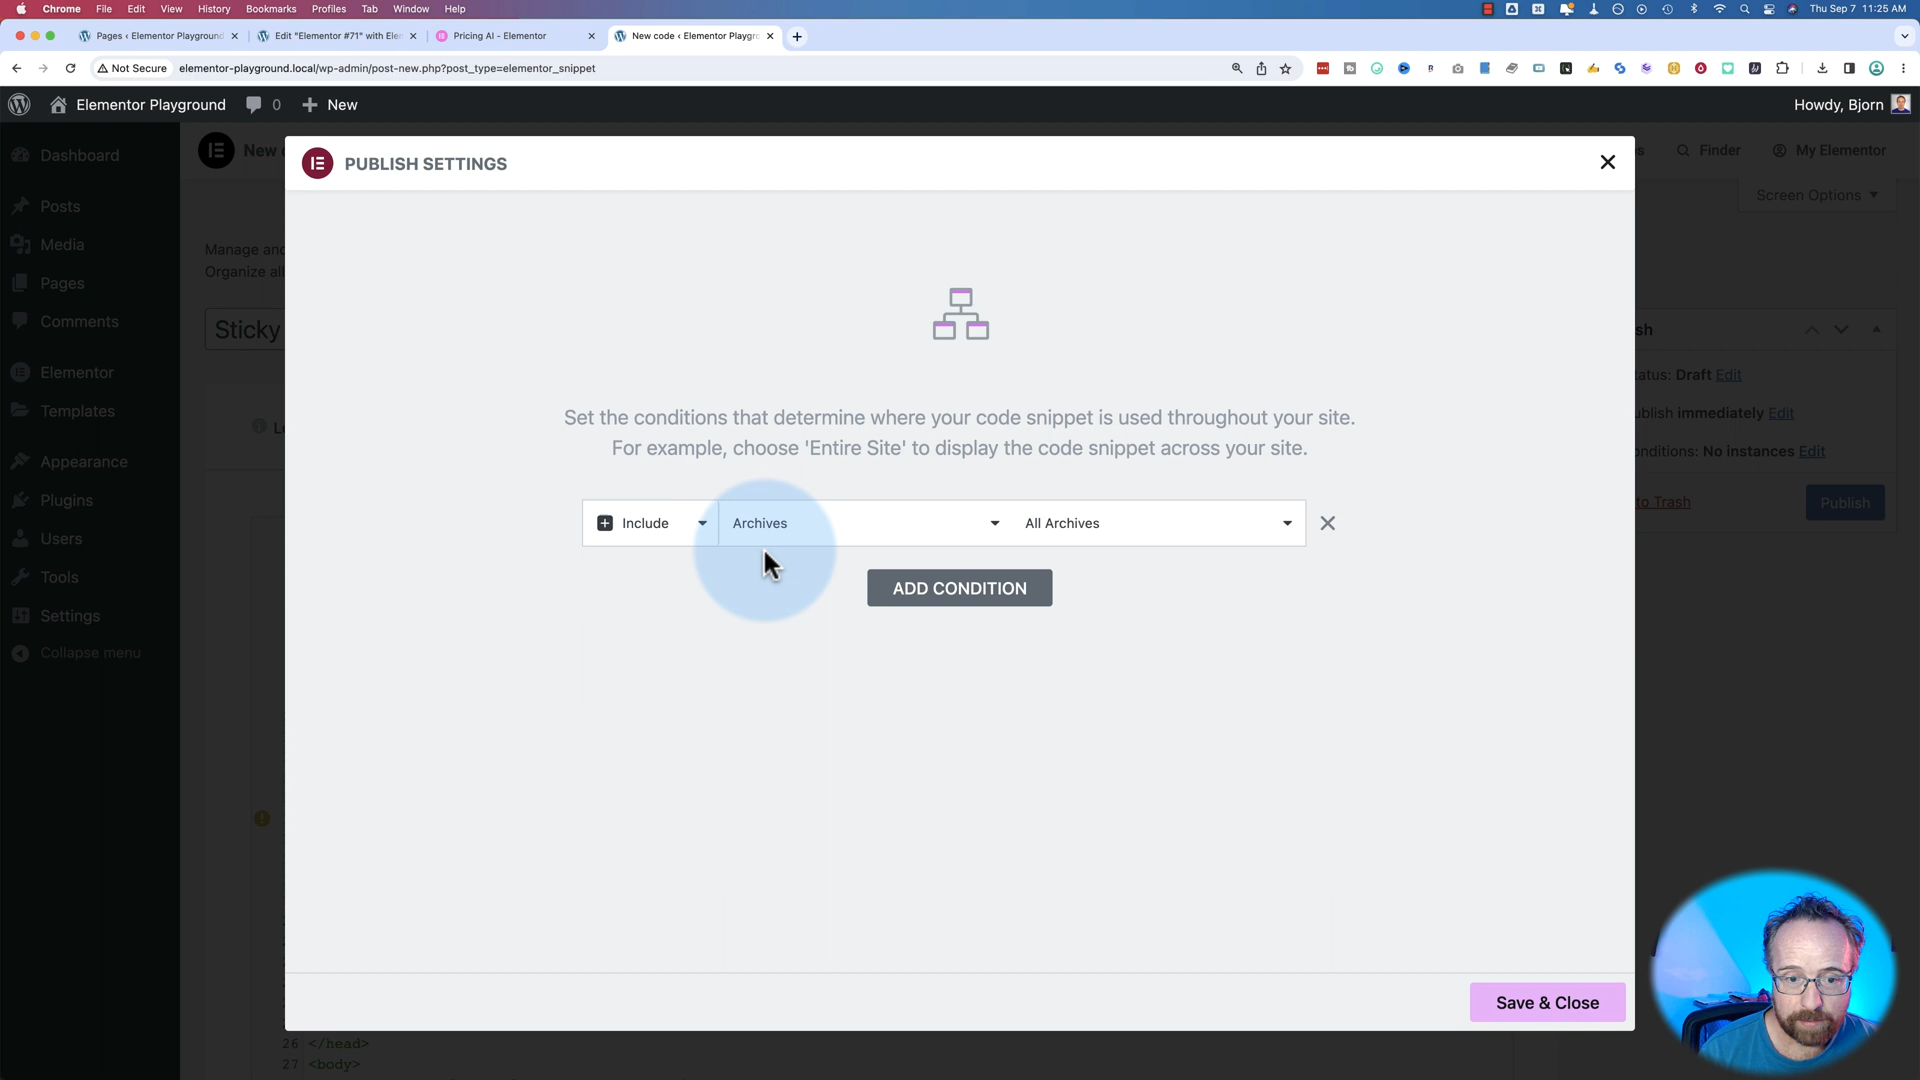 Chrome File Edit View History Bookmarks Profiles Tab Window Help
Thu Sep 7 11:25 AM
Pages ‹ Elementor Playground
Edit "Elementor #71" with Ele
Pricing AI - Elementor
New code ‹ Elementor Playgro
Not Secure elementor-playground.local/wp-admin/post-new.php?post_type=elementor_snippet
Elementor Playground 0 New
Howdy, Bjorn
Dashboard
Posts
Media
Pages
Comments
Elementor
Templates
Appearance
Plugins
Users
Tools
Settings
Collapse menu
New
Finder
My Elementor
Screen Options
Manage and
Organize all
Sticky
PUBLISH SETTINGS
Set the conditions that determine where your code snippet is used throughout your site.
For example, choose 'Entire Site' to display the code snippet across your site.
Include Archives All Archives
ADD CONDITION
Save & Close
sh
atus: Draft Edit
ublish immediately Edit
onditions: No instances Edit
to Trash
Publish
26 </head>
27 <body>